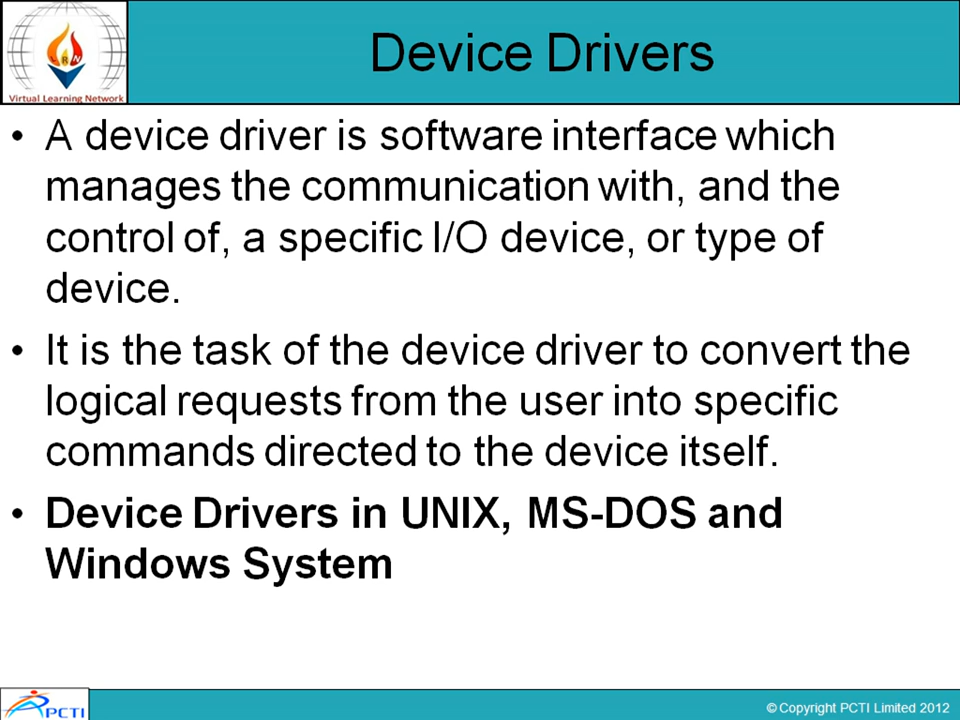 Device Drivers
RN
Virtual Learning Network
• A device driver is software interface which
manages the communication with, and the
control of, a specific I/O device, or type of
device.
• It is the task of the device driver to convert the
logical requests from the user into specific
commands directed to the device itself.
• Device Drivers in UNIX, MS-DOS and
Windows System
PCTI
© Copyright PCTI Limited 2012